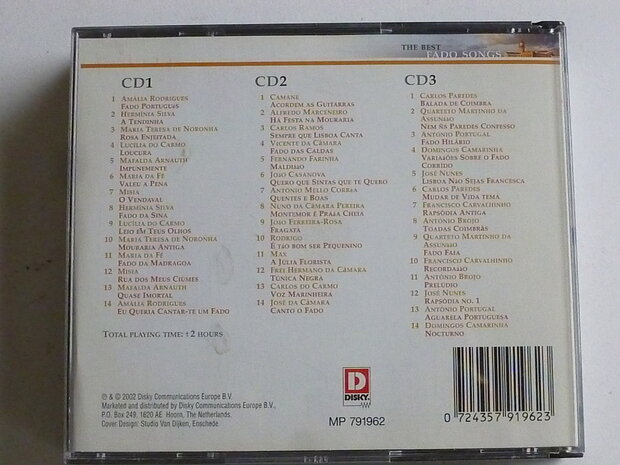 THE BEST
FADO SONGS
CD1
1 Amália Rodrigues
Fado Português
2 Hermínia Silva
A Tendinha
3 Maria Teresa de Noronha
Rosa Enjeitada
4 Lucília do Carmo
Loucura
5 Mafalda Arnauth
Impunemente
6 Maria da Fé
Valeu a Pena
7 Misia
O Vendaval
8 Hermínia Silva
Fado da Sina
9 Lucília do Carmo
Leio em Teus Olhos
10 Maria Teresa de Noronha
Mouraria Antiga
11 Maria da Fé
Fado da Madragoa
12 Misia
Rua dos Meus Ciúmes
13 Mafalda Arnauth
Quase Imortal
14 Amália Rodrigues
Eu Queria Cantar-te um Fado
Total playing time: ±2 hours
CD2
1 Camane
Acordem as Guitarras
2 Alfredo Marceneiro
Há Festa na Mouraria
3 Carlos Ramos
Sempre que Lisboa Canta
4 Vicente da Câmara
Fado das Caldas
5 Fernando Farinha
Maldito
6 João Casanova
Quero que Sintas que te Quero
7 António Mello Corrêa
Quentes e Boas
8 Nuno da Câmara Pereira
Montemor é Praia Cheia
9 João Ferreira-Rosa
Fragata
10 Rodrigo
E tão bom ser Pequenino
11 Max
A Julia Florista
12 Frei Hermano da Câmara
Túnica Negra
13 Carlos do Carmo
Voz Marinheira
14 José da Câmara
Canto o Fado
CD3
1 Carlos Paredes
Balada de Coimbra
2 Quarteto Martinho da
Assunão
Nem ñs Paredes Confesso
3 António Portugal
Fado Hilário
4 Domingos Camarinha
Variaões Sobre o Fado
Corrido
5 José Nunes
Lisboa Não Sejas Francesca
6 Carlos Paredes
Mudar de Vida Tema
7 Francisco Carvalhinho
Rapsódia Antiga
8 António Brojo
Toadas Coimbrãs
9 Quarteto Martinho da
Assunão
Fado Faia
10 Francisco Carvalhinho
Recordaão
11 António Brojo
Prelúdio
12 José Nunes
Rapsódia no. 1
13 António Portugal
Aguarela Portuguesa
14 Domingos Camarinha
Nocturno
℗ & © 2002 Disky Communications Europe B.V.
Marketed and distributed by Disky Communications Europe B.V.,
P.O. Box 249, 1620 AE Hoorn, The Netherlands.
Cover Design: Studio Van Dijken, Enschede
D
DISKY
MP 791962
0 724357 919623